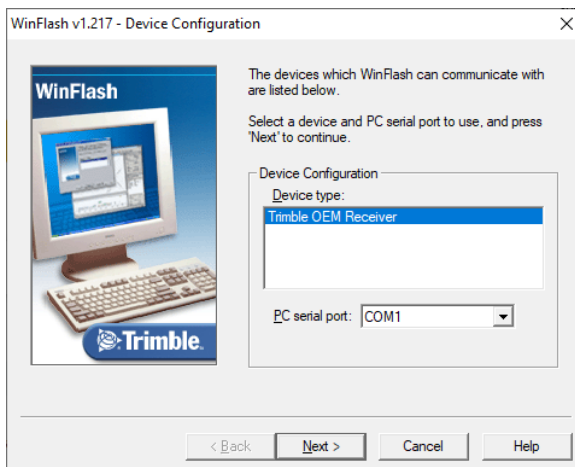 WinFlash v1.217 - Device Configuration
WinFlash
Trimble.
The devices which WinFlash can communicate with
are listed below.
Select a device and PC serial port to use, and press
'Next' to continue.
Device Configuration
Device type:
Trimble OEM Receiver
PC serial port: COM1
< Back Next > Cancel Help